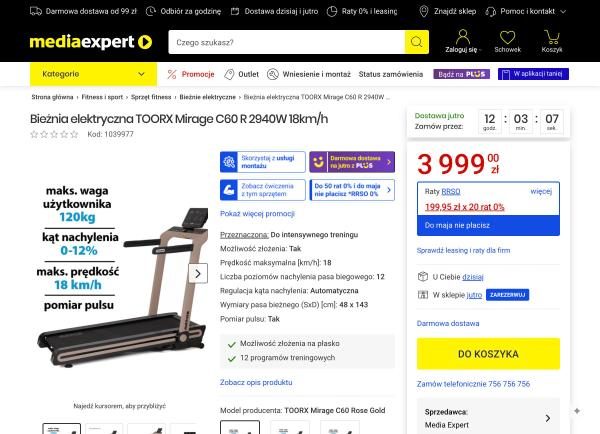 Darmowa dostawa od 99 zł
Odbiór za godzinę
Dostawa dzisiaj i jutro
Raty 0% i leasing
Znajdź sklep
Pomoc i kontakt
mediaexpert
Czego szukasz?
Zaloguj się
Schowek
Koszyk
Kategorie
Promocje
Outlet
Wniesienie i montaż
Status zamówienia
Bądź na PLUS
W aplikacji taniej
Strona główna › Fitness i sport › Sprzęt fitness › Bieżnie elektryczne › Bieżnia elektryczna TOORX Mirage C60 R 2940W ...
Bieżnia elektryczna TOORX Mirage C60 R 2940W 18km/h
Kod: 1039977
Dostawa jutro
Zamów przez:
12 : 03 : 07
godz. min. sek.
maks. waga
użytkownika
120kg
kąt nachylenia
0-12%
maks. prędkość
18 km/h
pomiar pulsu
Najedź kursorem, aby przybliżyć
Skorzystaj z usługi
montażu
Darmowa dostawa
na jutro z PLUS
Zobacz ćwiczenia
z tym sprzętem
Do 50 rat 0% i do maja
nie płacisz *RRSO 0%
Pokaż więcej promocji
Przeznaczona: Do intensywnego treningu
Możliwość złożenia: Tak
Prędkość maksymalna [km/h]: 18
Liczba poziomów nachylenia pasa biegowego: 12
Regulacja kąta nachylenia: Automatyczna
Wymiary pasa bieżnego (SxD) [cm]: 48 x 143
Pomiar pulsu: Tak
Możliwość złożenia na płasko
12 programów treningowych
Zobacz opis produktu
Model producenta: TOORX Mirage C60 Rose Gold
3 999 00
zł
Raty RRSO
więcej
199,95 zł x 20 rat 0%
Do maja nie płacisz
Sprawdź leasing i raty dla firm
U Ciebie dzisiaj
W sklepie jutro
ZAREZERWUJ
Darmowa dostawa
DO KOSZYKA
Zamów telefonicznie 756 756 756
Sprzedawca:
Media Expert